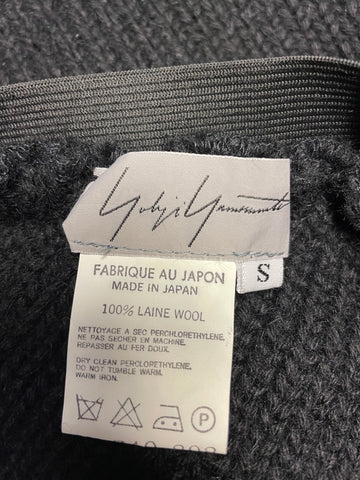 Yohji Yamamoto
S
FABRIQUE AU JAPON
MADE IN JAPAN
100% LAINE WOOL
NETTOYAGE A SEC PERCHLORETHYLENE.
NE PAS SECHER EN MACHINE.
REPASSER AU FER DOUX.
DRY CLEAN PERCLORETHYLENE.
DO NOT TUMBLE WARM.
WARM IRON.
P